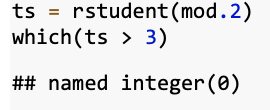 ts = rstudent(mod.2)
which(ts > 3)
## named integer(0)